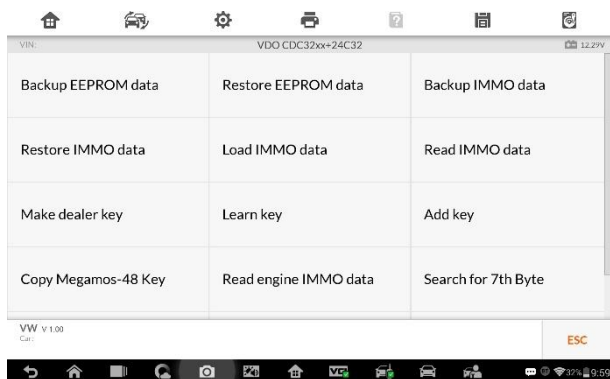 VIN: VDO CDC32xx+24C32 12.29V
Backup EEPROM data Restore EEPROM data Backup IMMO data
Restore IMMO data Load IMMO data Read IMMO data
Make dealer key Learn key Add key
Copy Megamos-48 Key Read engine IMMO data Search for 7th Byte
VW V 1.00
Car:
ESC
32% 9:59